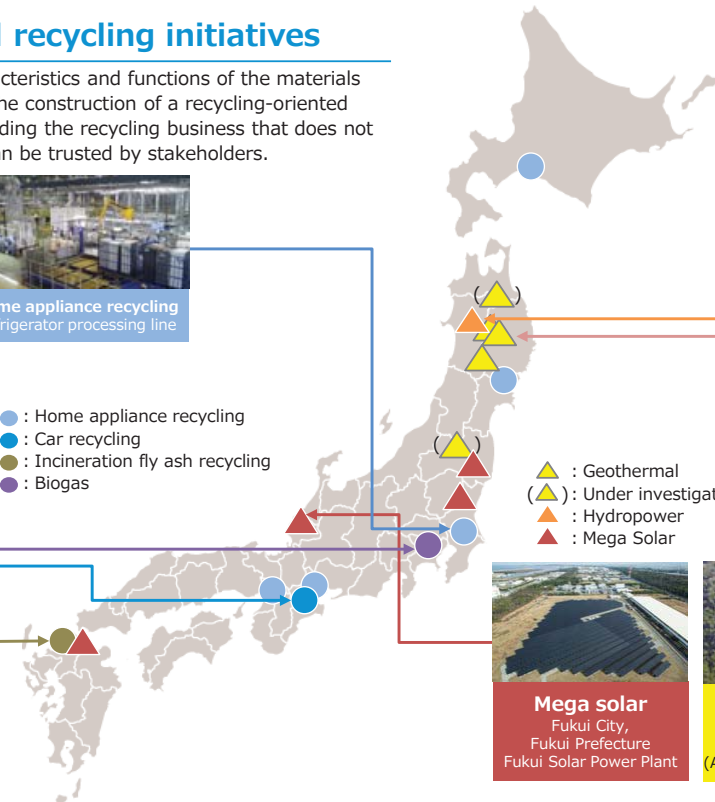 recycling initiatives
cteristics and functions of the materials
ne construction of a recycling-oriented
ding the recycling business that does not
n be trusted by stakeholders.
me appliance recycling
rigerator processing line
: Home appliance recycling
: Car recycling
: Incineration fly ash recycling
: Biogas
( )
( )
: Geothermal
( ) : Under investigat
: Hydropower
: Mega Solar
Mega solar
Fukui City,
Fukui Prefecture
Fukui Solar Power Plant
(A